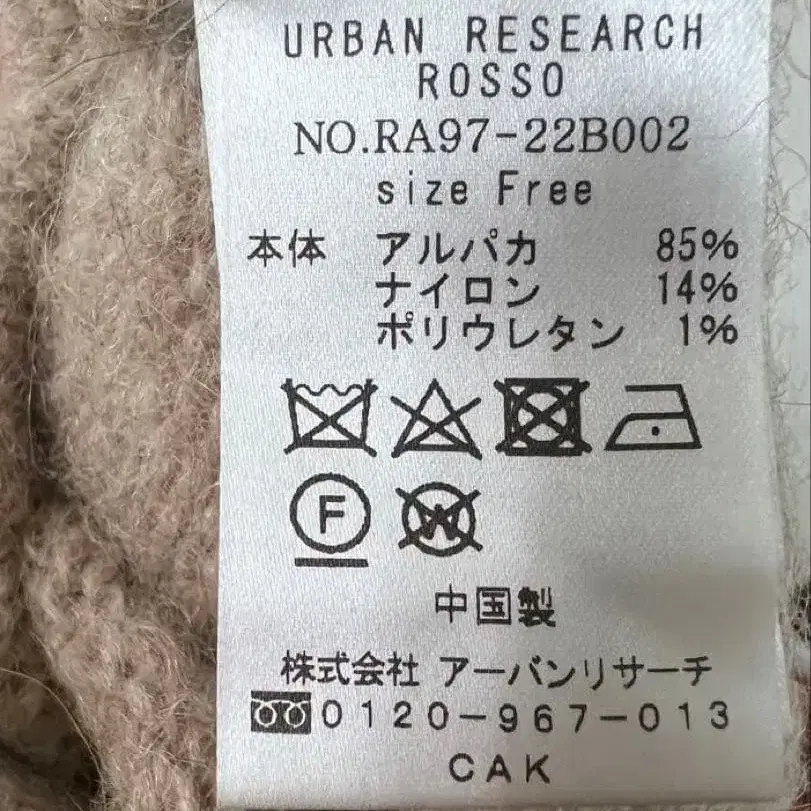 URBAN RESEARCH
ROSSO
NO.RA97-22B002
size Free
本体 アルパカ 85%
ナイロン 14%
ポリウレタン 1%
F W
中国製
株式会社 アーバンリサーチ
0120-967-013
CAK